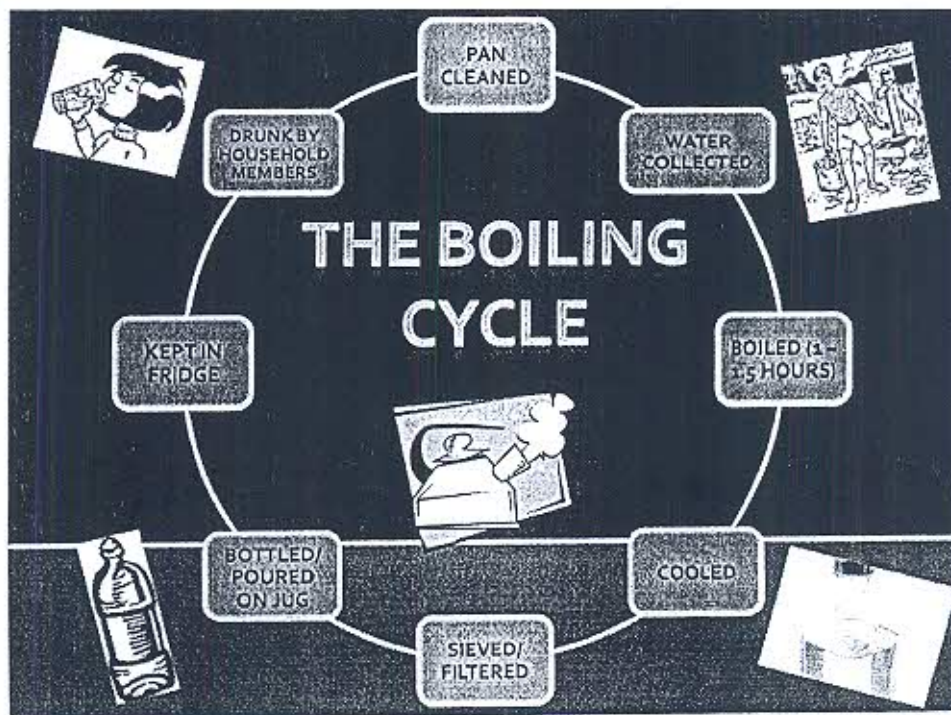 THE BOILING
CYCLE
PAN
CLEANED
WATER
COLLECTED
BOILED (1 –
1.5 HOURS)
COOLED
SIEVED/
FILTERED
BOTTLED/
POURED
ON JUG
KEPT IN
FRIDGE
DRUNK BY
HOUSEHOLD
MEMBERS